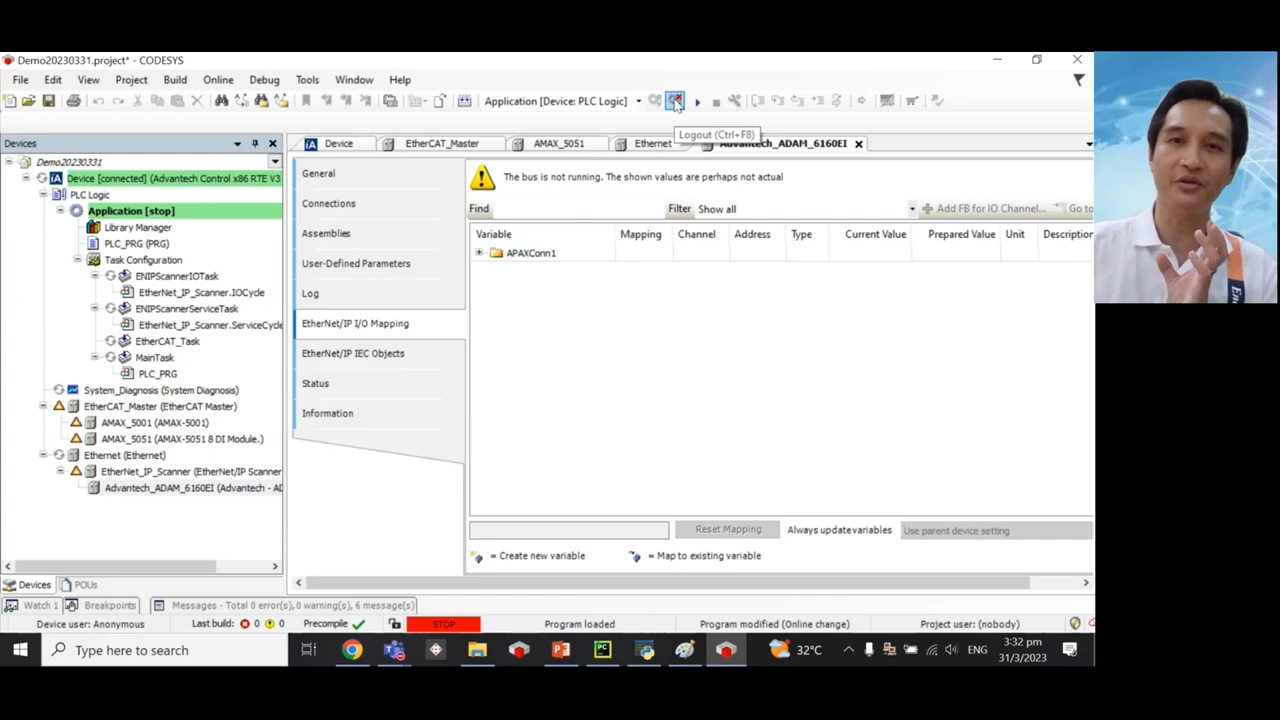 Demo20230331.project* - CODESYS
File Edit View Project Build Online Debug Tools Window Help
Application [Device: PLC Logic]
Logout (Ctrl+F8)
Devices
Device
EtherCAT_Master
AMAX_5051
Ethernet
Advantech_ADAM_6160EI
Demo20230331
Device [connected] (Advantech Control x86 RTE V3
PLC Logic
Application [stop]
Library Manager
PLC_PRG (PRG)
Task Configuration
ENIPScannerIOTask
EtherNet_IP_Scanner.IOCycle
ENIPScannerServiceTask
EtherNet_IP_Scanner.ServiceCycle
EtherCAT_Task
MainTask
PLC_PRG
System_Diagnosis (System Diagnosis)
EtherCAT_Master (EtherCAT Master)
AMAX_5001 (AMAX-5001)
AMAX_5051 (AMAX-5051 8 DI Module.)
Ethernet (Ethernet)
EtherNet_IP_Scanner (EtherNet/IP Scanner
Advantech_ADAM_6160EI (Advantech - AD
Devices POUs
General
Connections
Assemblies
User-Defined Parameters
Log
EtherNet/IP I/O Mapping
EtherNet/IP IEC Objects
Status
Information
The bus is not running. The shown values are perhaps not actual
Find Filter Show all Add FB for IO Channel... Go to
Variable Mapping Channel Address Type Current Value Prepared Value Unit Description
APAXConn1
Reset Mapping Always update variables Use parent device setting
= Create new variable = Map to existing variable
Watch 1 Breakpoints Messages - Total 0 error(s), 0 warning(s), 6 message(s)
Device user: Anonymous Last build: 0 0 Precompile STOP Program loaded Program modified (Online change) Project user: (nobody)
Type here to search
32°C
ENG
3:32 pm
31/3/2023